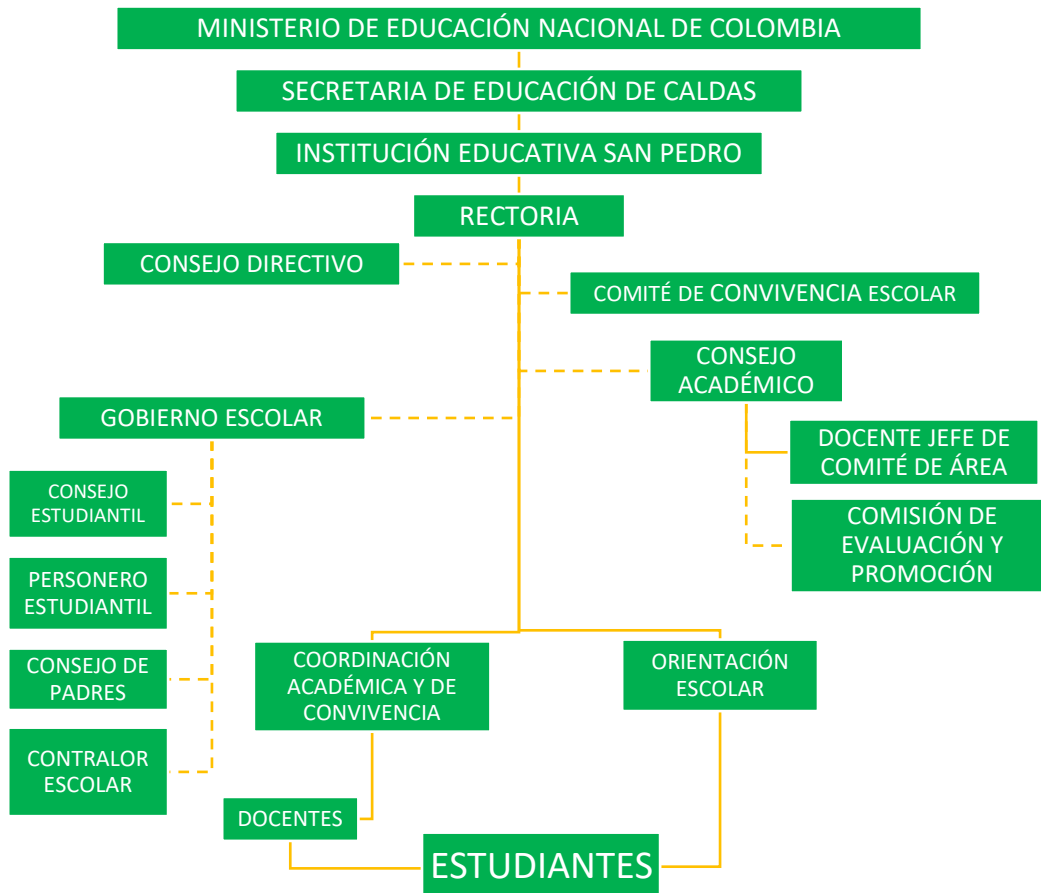 MINISTERIO DE EDUCACIÓN NACIONAL DE COLOMBIA
SECRETARIA DE EDUCACIÓN DE CALDAS
INSTITUCIÓN EDUCATIVA SAN PEDRO
RECTORIA
CONSEJO DIRECTIVO
COMITÉ DE CONVIVENCIA ESCOLAR
CONSEJO
ACADÉMICO
GOBIERNO ESCOLAR
DOCENTE JEFE DE
COMITÉ DE ÁREA
CONSEJO
ESTUDIANTIL
COMISIÓN DE
EVALUACIÓN Y
PROMOCIÓN
PERSONERO
ESTUDIANTIL
CONSEJO DE
PADRES
COORDINACIÓN
ACADÉMICA Y DE
CONVIVENCIA
ORIENTACIÓN
ESCOLAR
CONTRALOR
ESCOLAR
DOCENTES
ESTUDIANTES